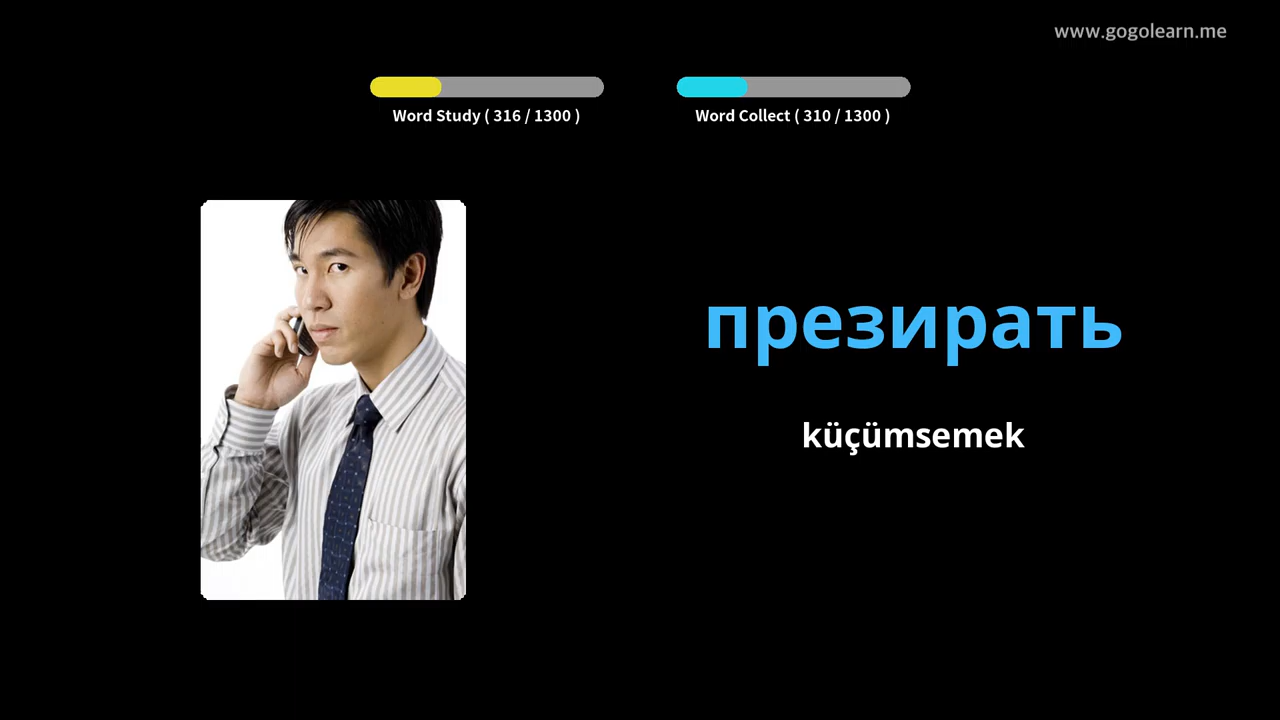 www.gogolearn.me
Word Study ( 316 / 1300 )
Word Collect ( 310 / 1300 )
презирать
küçümsemek